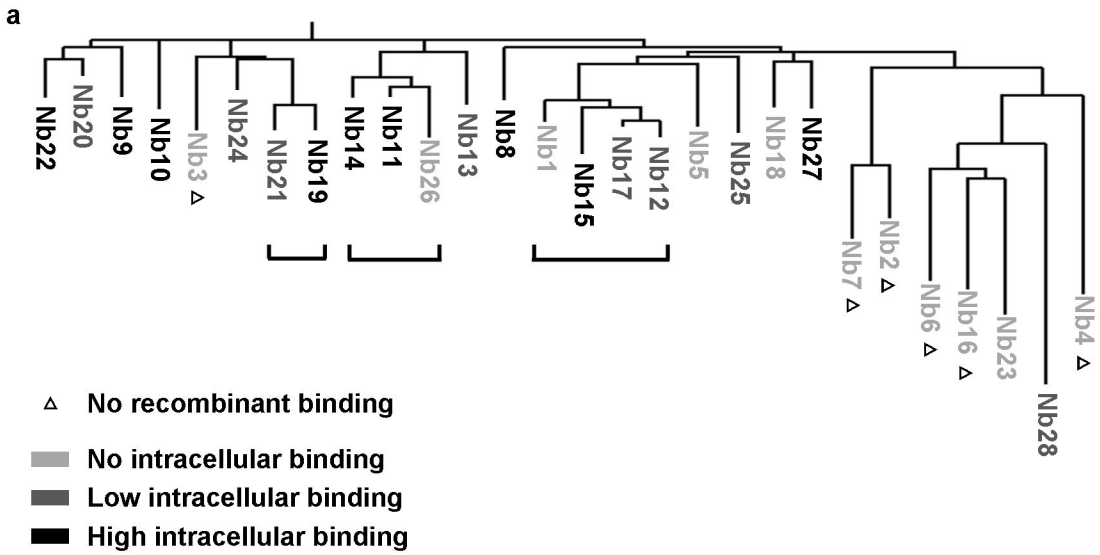 a
Nb22
Nb20
Nb9
Nb10
Nb3
Nb24
Nb21
Nb19
Nb14
Nb11
Nb26
Nb13
Nb8
Nb1
Nb15
Nb17
Nb12
Nb5
Nb25
Nb18
Nb27
Nb7
Nb2
Nb6
Nb16
Nb23
Nb28
Nb4
No recombinant binding
No intracellular binding
Low intracellular binding
High intracellular binding